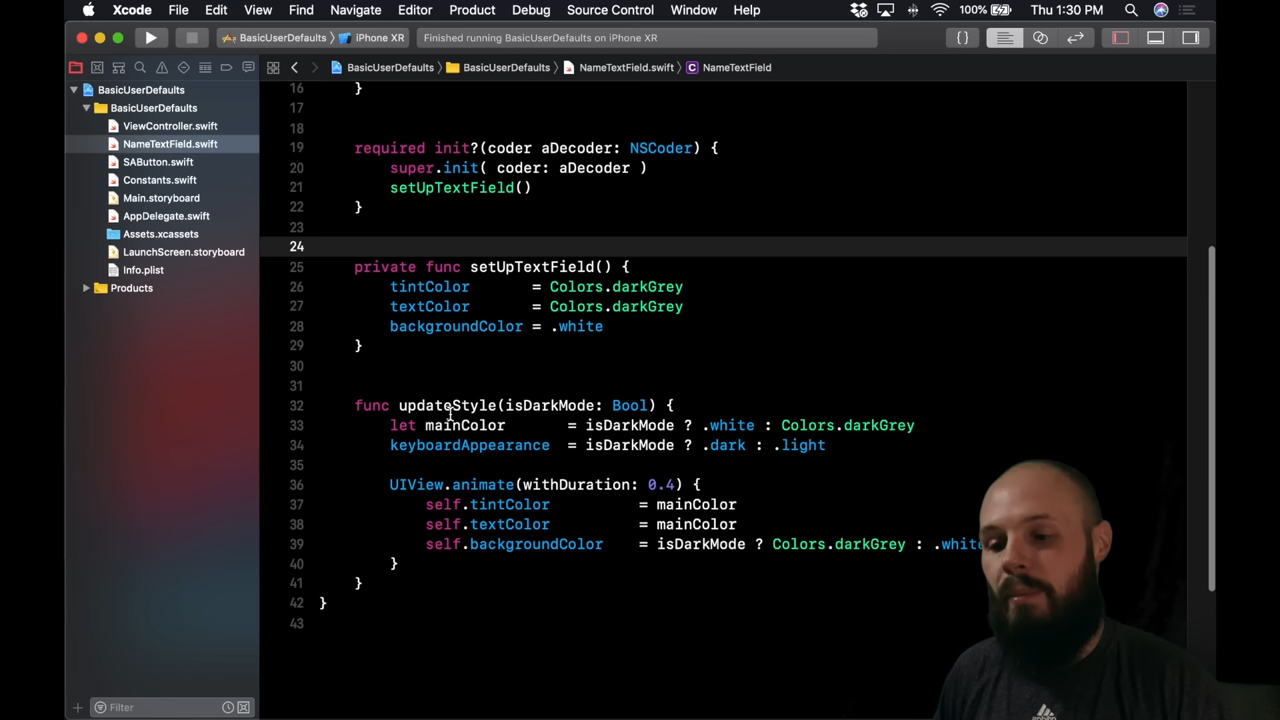 Xcode File Edit View Find Navigate Editor Product Debug Source Control Window Help 100% Thu 1:30 PM
BasicUserDefaults iPhone XR Finished running BasicUserDefaults on iPhone XR { }
BasicUserDefaults BasicUserDefaults NameTextField.swift C NameTextField
BasicUserDefaults
BasicUserDefaults
ViewController.swift
NameTextField.swift
SAButton.swift
Constants.swift
Main.storyboard
AppDelegate.swift
Assets.xcassets
LaunchScreen.storyboard
Info.plist
Products
Filter
16 }
17
18
19 required init?(coder aDecoder: NSCoder) {
20 super.init( coder: aDecoder )
21 setUpTextField()
22 }
23
24
25 private func setUpTextField() {
26 tintColor = Colors.darkGrey
27 textColor = Colors.darkGrey
28 backgroundColor = .white
29 }
30
31
32 func updateStyle(isDarkMode: Bool) {
33 let mainColor = isDarkMode ? .white : Colors.darkGrey
34 keyboardAppearance = isDarkMode ? .dark : .light
35
36 UIView.animate(withDuration: 0.4) {
37 self.tintColor = mainColor
38 self.textColor = mainColor
39 self.backgroundColor = isDarkMode ? Colors.darkGrey : .white
40 }
41 }
42 }
43
adidas